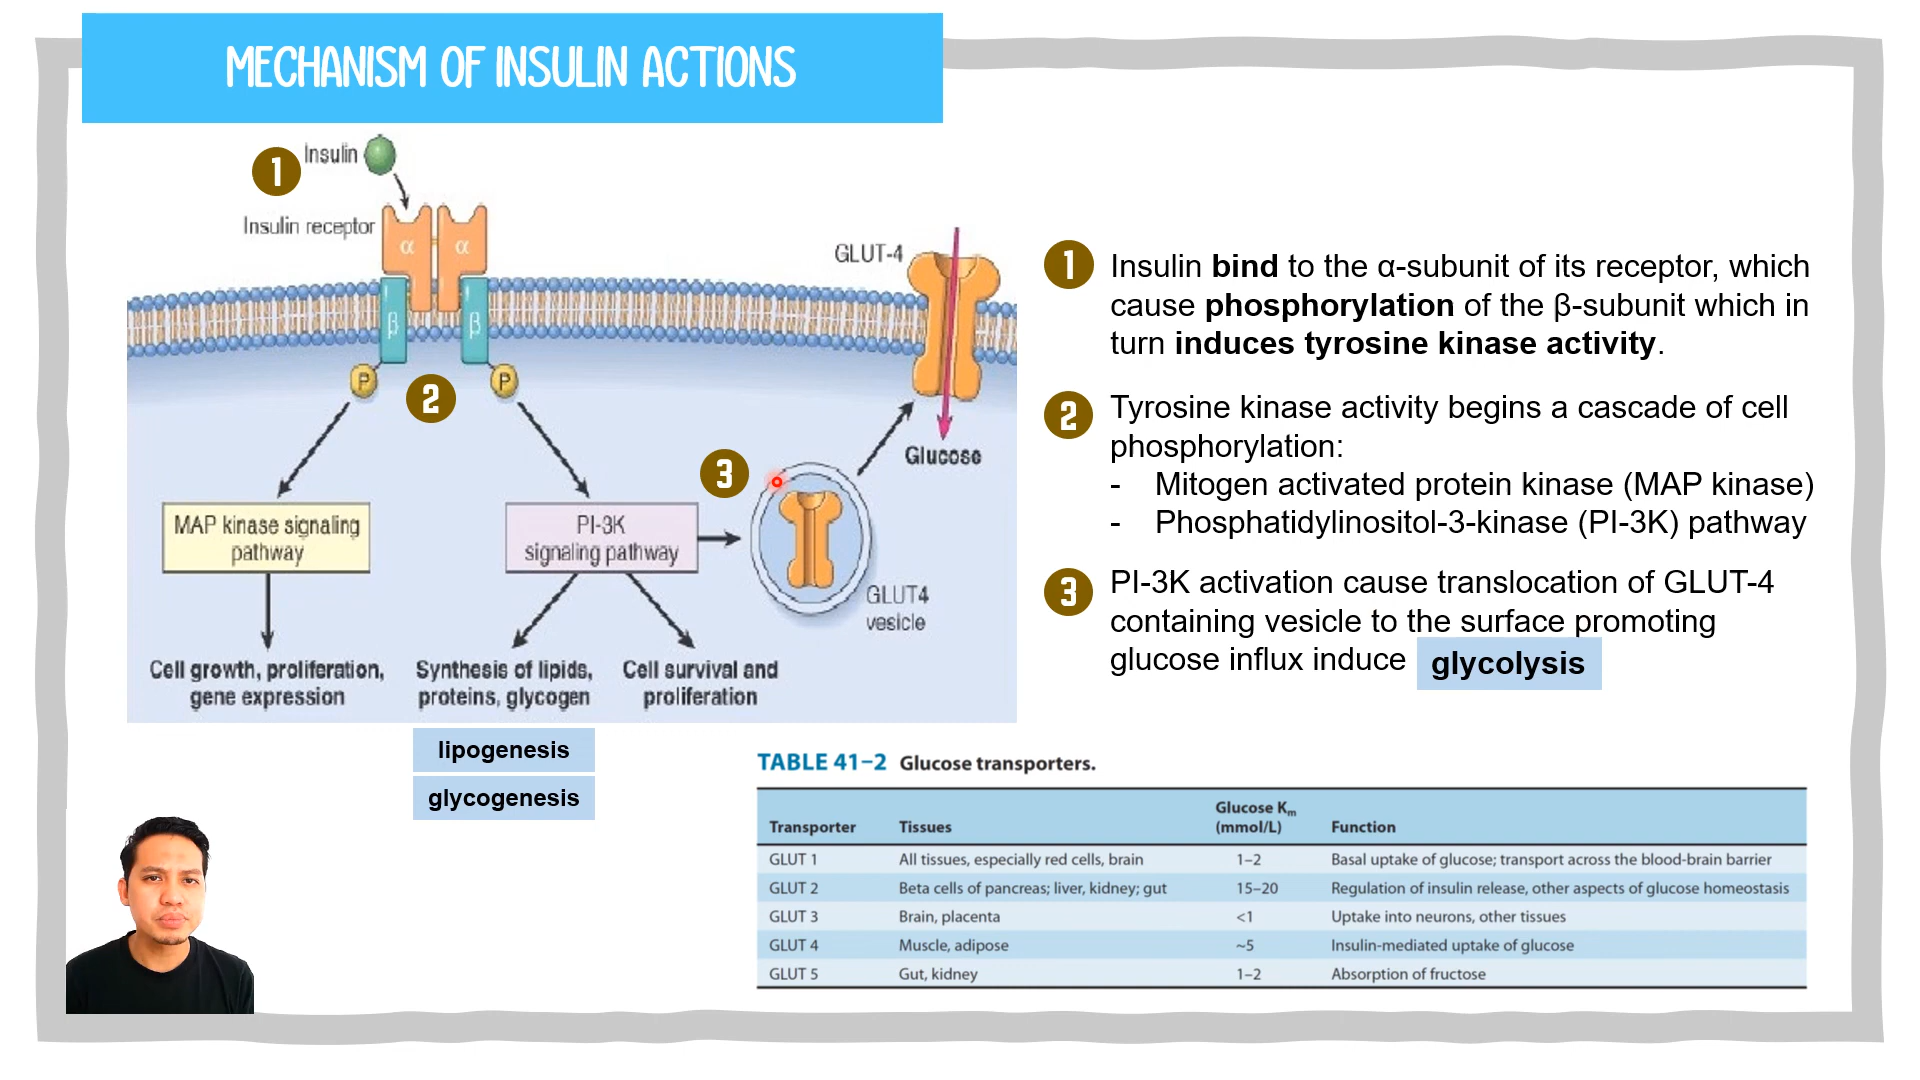 MECHANISM OF INSULIN ACTIONS
1
Insulin
Insulin receptor
α α
β β
P P
2
GLUT-4
Glucose
3
MAP kinase signaling
pathway
PI-3K
signaling pathway
GLUT4
vesicle
Cell growth, proliferation,
gene expression
Synthesis of lipids,
proteins, glycogen
Cell survival and
proliferation
lipogenesis
glycogenesis
1 Insulin bind to the α-subunit of its receptor, which
cause phosphorylation of the β-subunit which in
turn induces tyrosine kinase activity.
2 Tyrosine kinase activity begins a cascade of cell
phosphorylation:
- Mitogen activated protein kinase (MAP kinase)
- Phosphatidylinositol-3-kinase (PI-3K) pathway
3 PI-3K activation cause translocation of GLUT-4
containing vesicle to the surface promoting
glucose influx induce glycolysis
TABLE 41–2 Glucose transporters.
Transporter Tissues Glucose Km (mmol/L) Function
GLUT 1 All tissues, especially red cells, brain 1–2 Basal uptake of glucose; transport across the blood-brain barrier
GLUT 2 Beta cells of pancreas; liver, kidney; gut 15–20 Regulation of insulin release, other aspects of glucose homeostasis
GLUT 3 Brain, placenta <1 Uptake into neurons, other tissues
GLUT 4 Muscle, adipose ~5 Insulin-mediated uptake of glucose
GLUT 5 Gut, kidney 1–2 Absorption of fructose